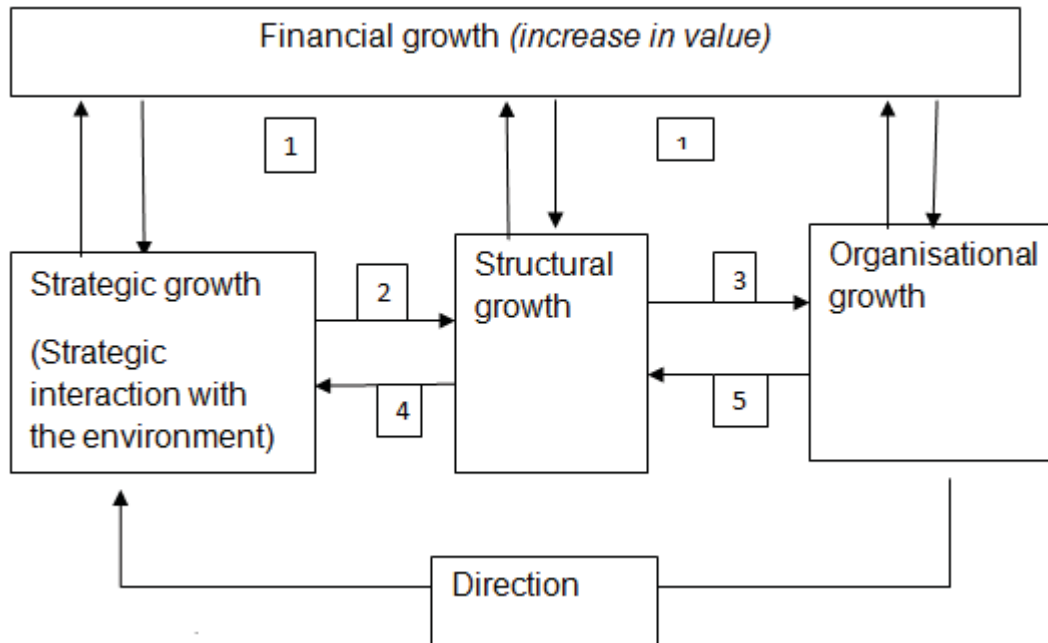 Financial growth (increase in value)
1
1
Strategic growth
(Strategic
interaction with
the environment)
2
4
Structural
growth
3
5
Organisational
growth
Direction